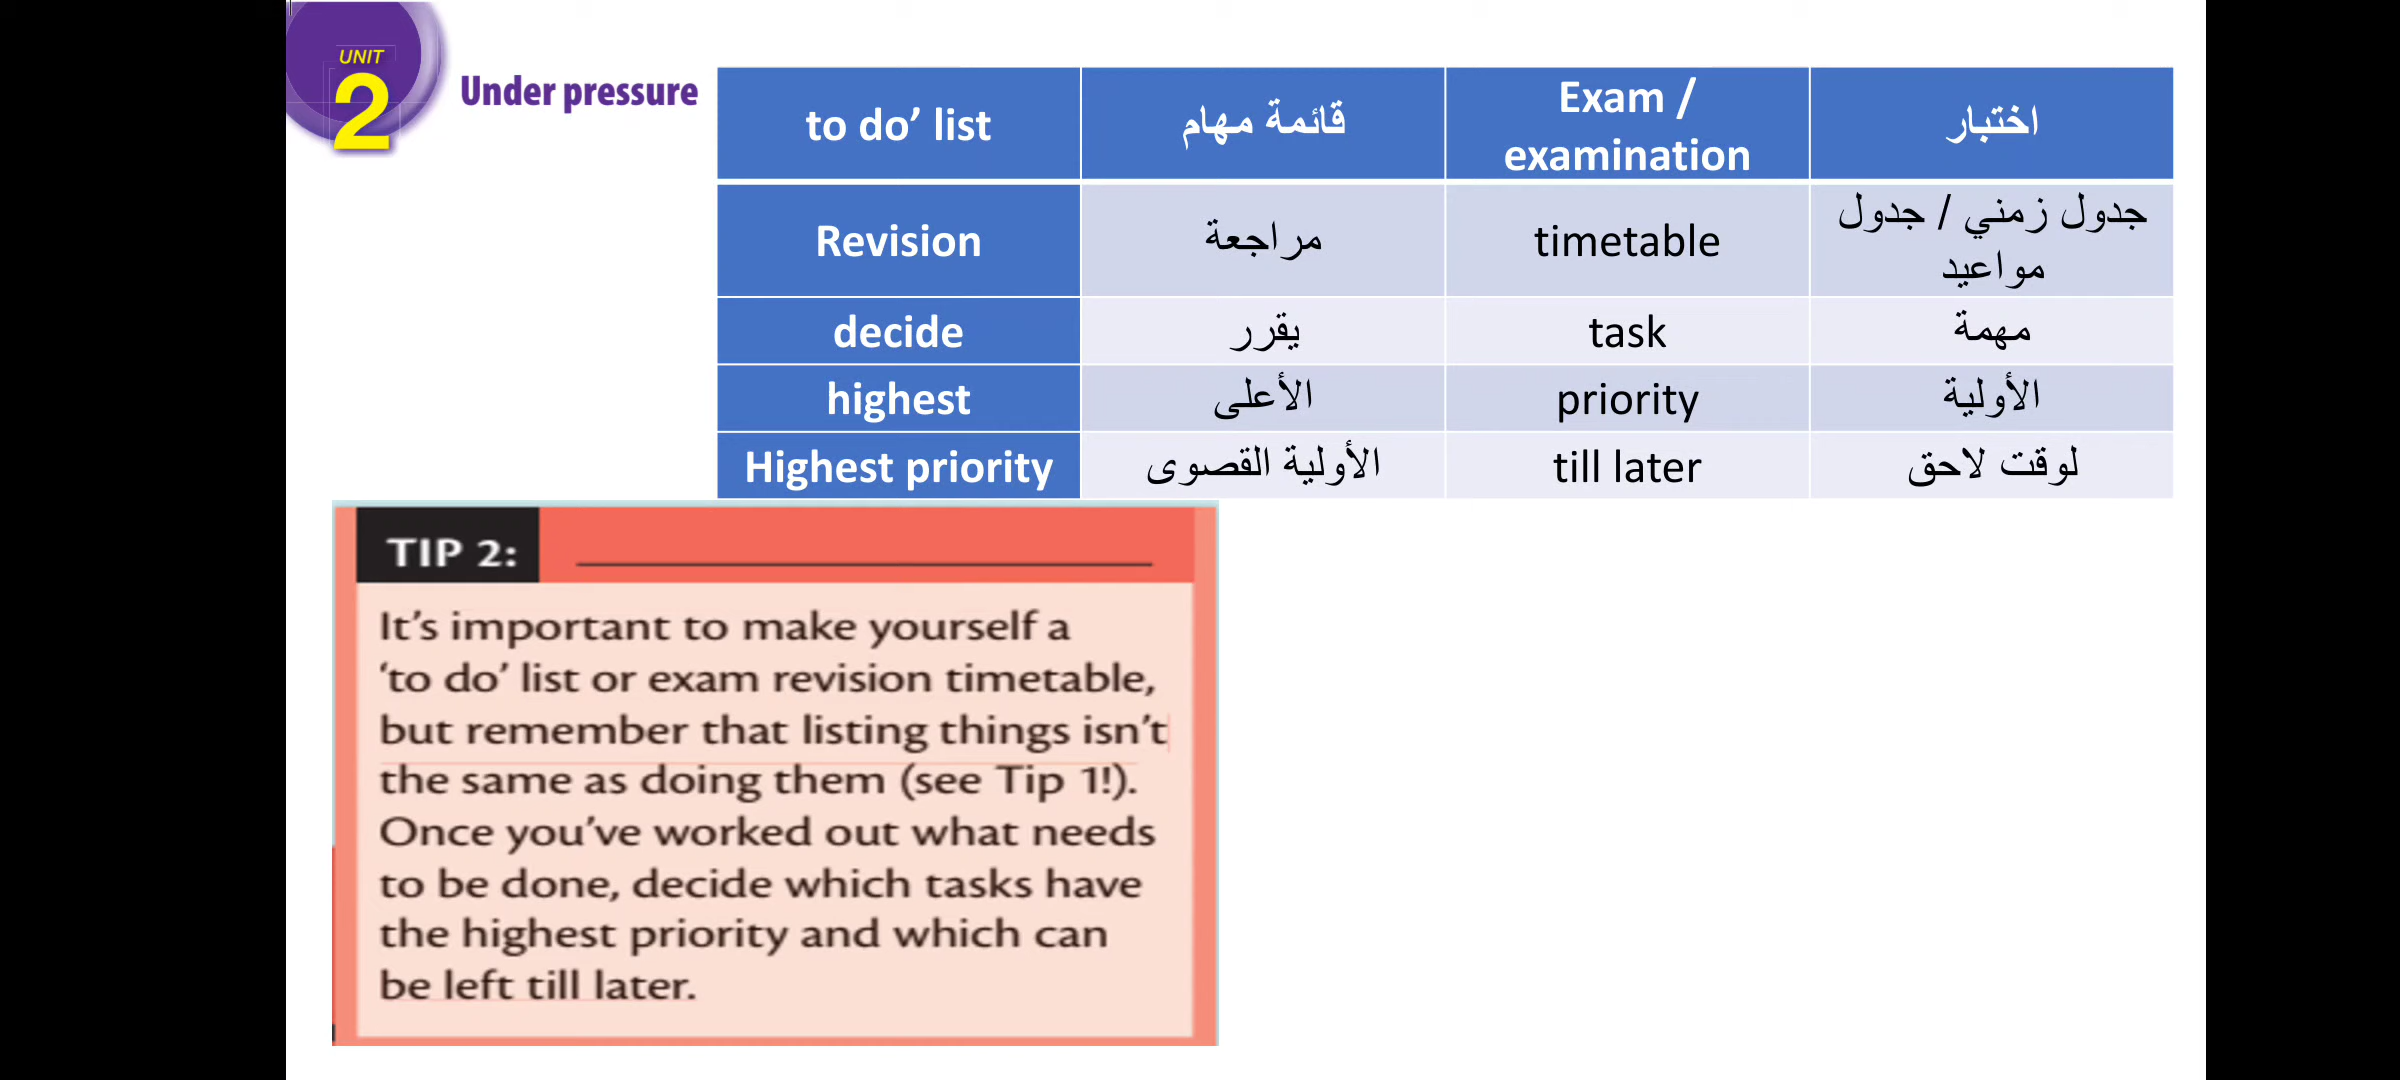 UNIT
2
Under pressure
to do’ list
قائمة مهام
Exam /
examination
اختبار
Revision
مراجعة
timetable
جدول زمني / جدول
مواعيد
decide
يقرر
task
مهمة
highest
الأعلى
priority
الأولية
Highest priority
الأولية القصوى
till later
لوقت لاحق
TIP 2:
It’s important to make yourself a
‘to do’ list or exam revision timetable,
but remember that listing things isn’t
the same as doing them (see Tip 1!).
Once you’ve worked out what needs
to be done, decide which tasks have
the highest priority and which can
be left till later.